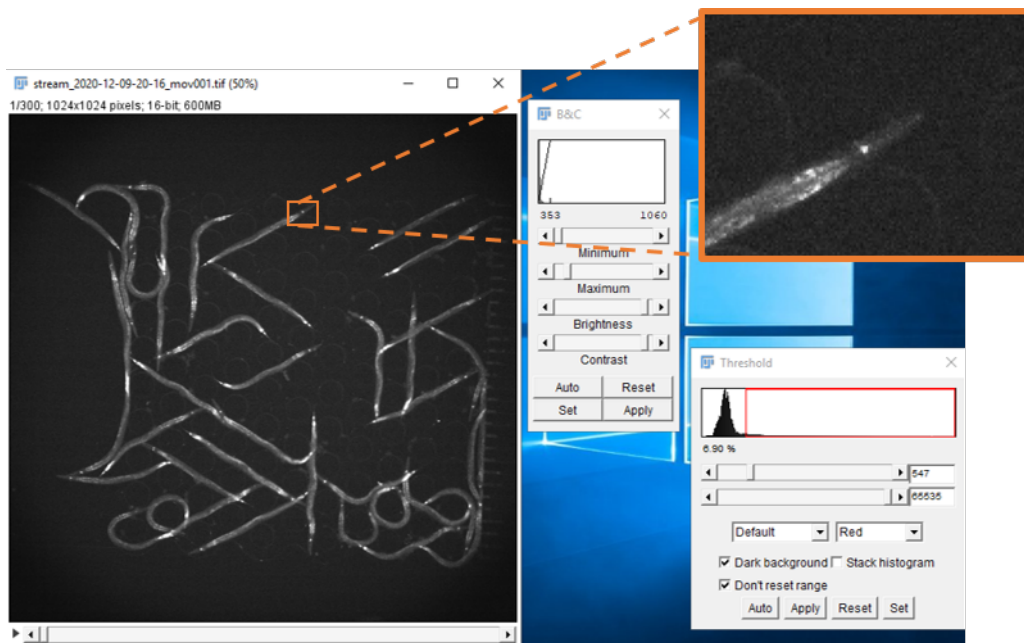 stream_2020-12-09-20-16_mov001.tif (50%)
1/300; 1024x1024 pixels; 16-bit; 600MB
B&C
353 1060
Minimum
Maximum
Brightness
Contrast
Auto Reset
Set Apply
Threshold
6.90 %
547
65535
Default Red
Dark background Stack histogram
Don't reset range
Auto Apply Reset Set